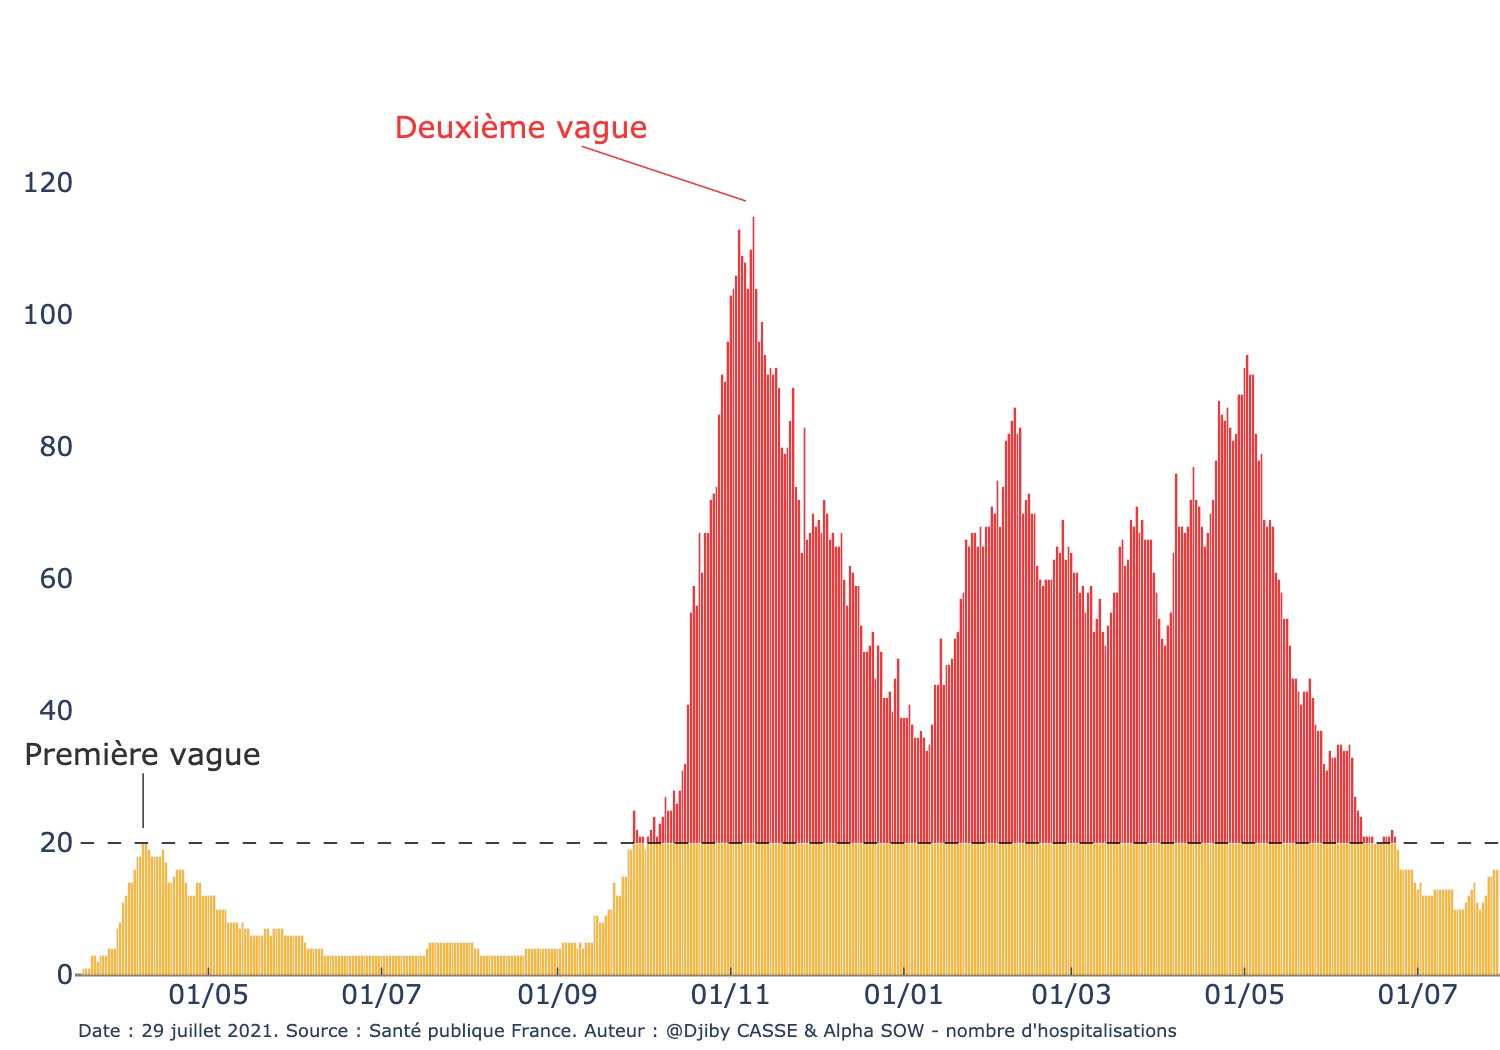 Deuxième vague
120
100
80
60
40
Première vague
20
0
01/05 01/07 01/09 01/11 01/01 01/03 01/05 01/07
Date : 29 juillet 2021. Source : Santé publique France. Auteur : @Djiby CASSE & Alpha SOW - nombre d'hospitalisations